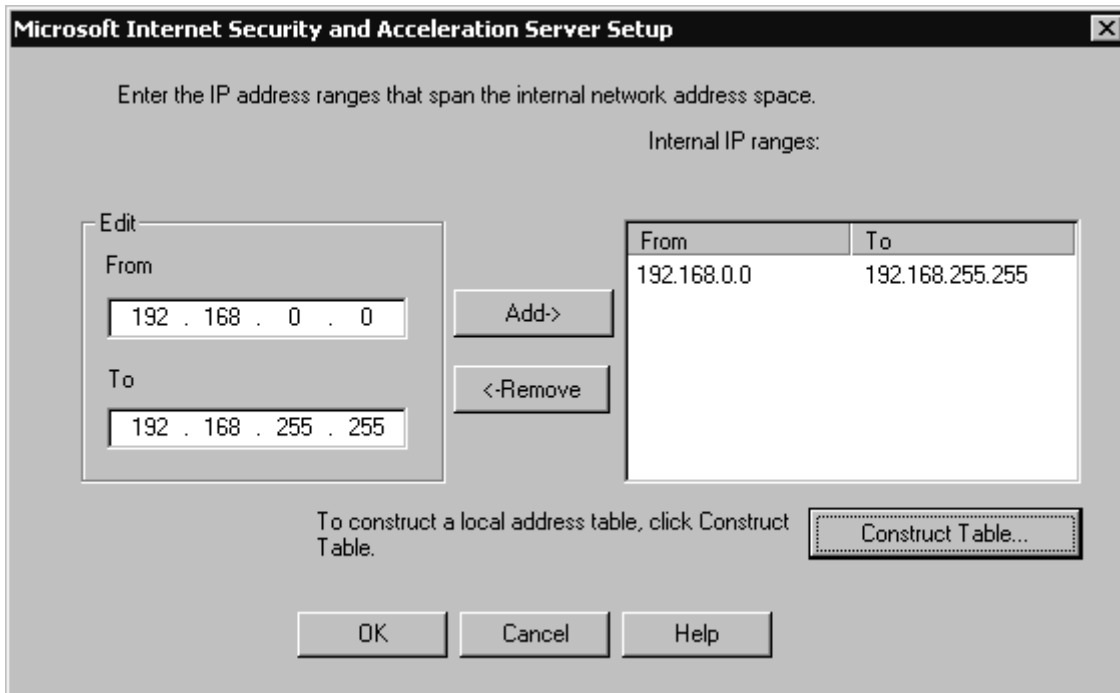 Microsoft Internet Security and Acceleration Server Setup
Enter the IP address ranges that span the internal network address space.
Internal IP ranges:
Edit
From
192 . 168 . 0 . 0
To
192 . 168 . 255 . 255
Add->
<-Remove
From To
192.168.0.0 192.168.255.255
To construct a local address table, click Construct
Table.
Construct Table...
OK Cancel Help